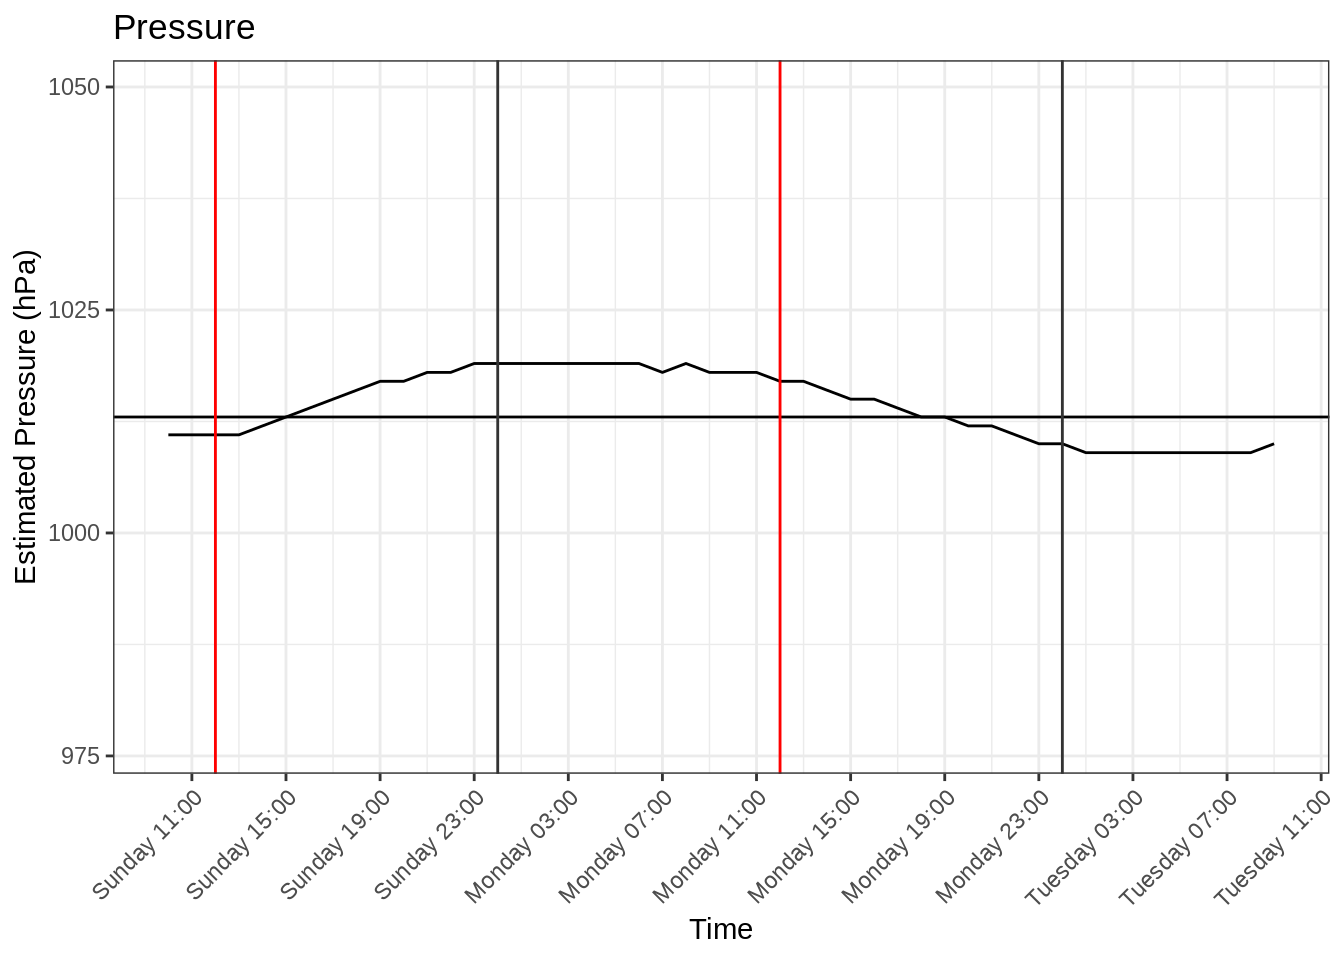 Pressure
Estimated Pressure (hPa)
1050
1025
1000
975
Sunday 11:00
Sunday 15:00
Sunday 19:00
Sunday 23:00
Monday 03:00
Monday 07:00
Monday 11:00
Monday 15:00
Monday 19:00
Monday 23:00
Tuesday 03:00
Tuesday 07:00
Tuesday 11:00
Time